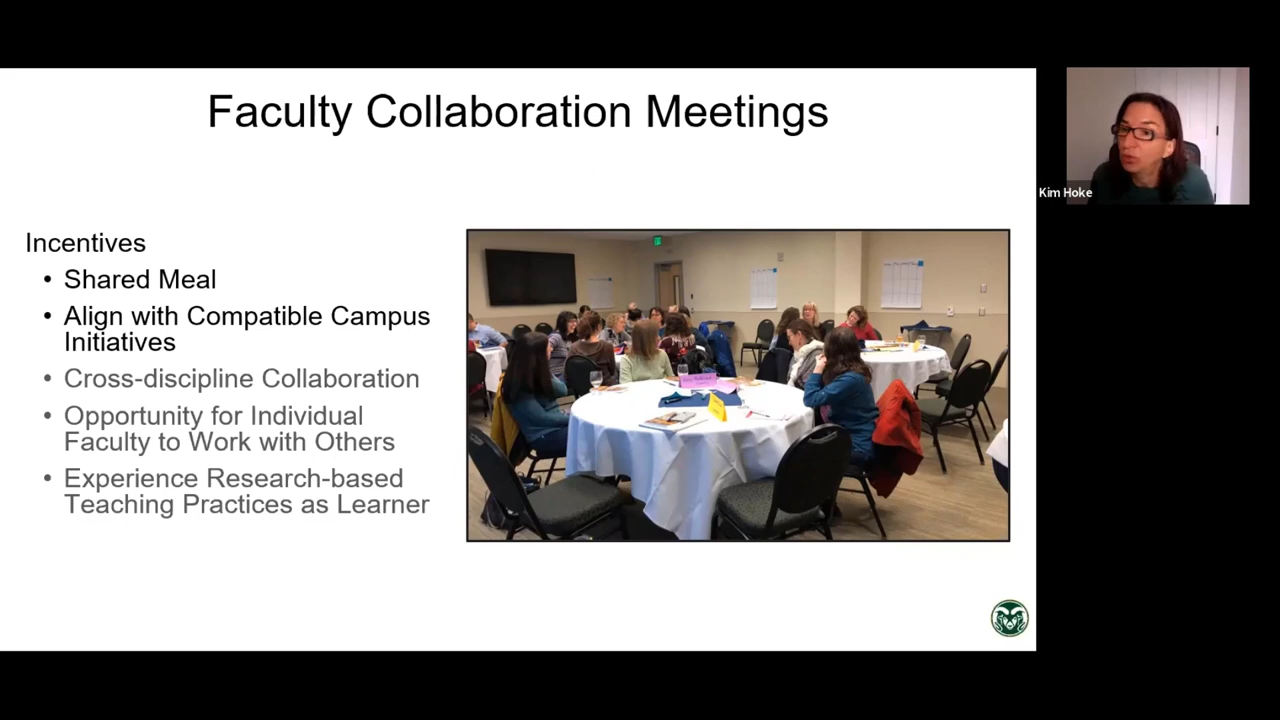 Faculty Collaboration Meetings
Kim Hoke
Incentives
• Shared Meal
• Align with Compatible Campus
Initiatives
• Cross-discipline Collaboration
• Opportunity for Individual
Faculty to Work with Others
• Experience Research-based
Teaching Practices as Learner